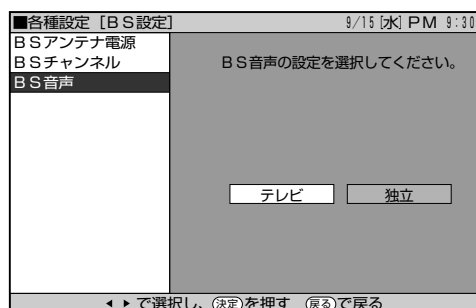 ■各種設定［ＢＳ設定］ 9/15［水］ＰＭ 9:30
ＢＳアンテナ電源
ＢＳチャンネル
ＢＳ音声
ＢＳ音声の設定を選択してください。
テレビ 独立
で選択し、決定を押す 戻るで戻る